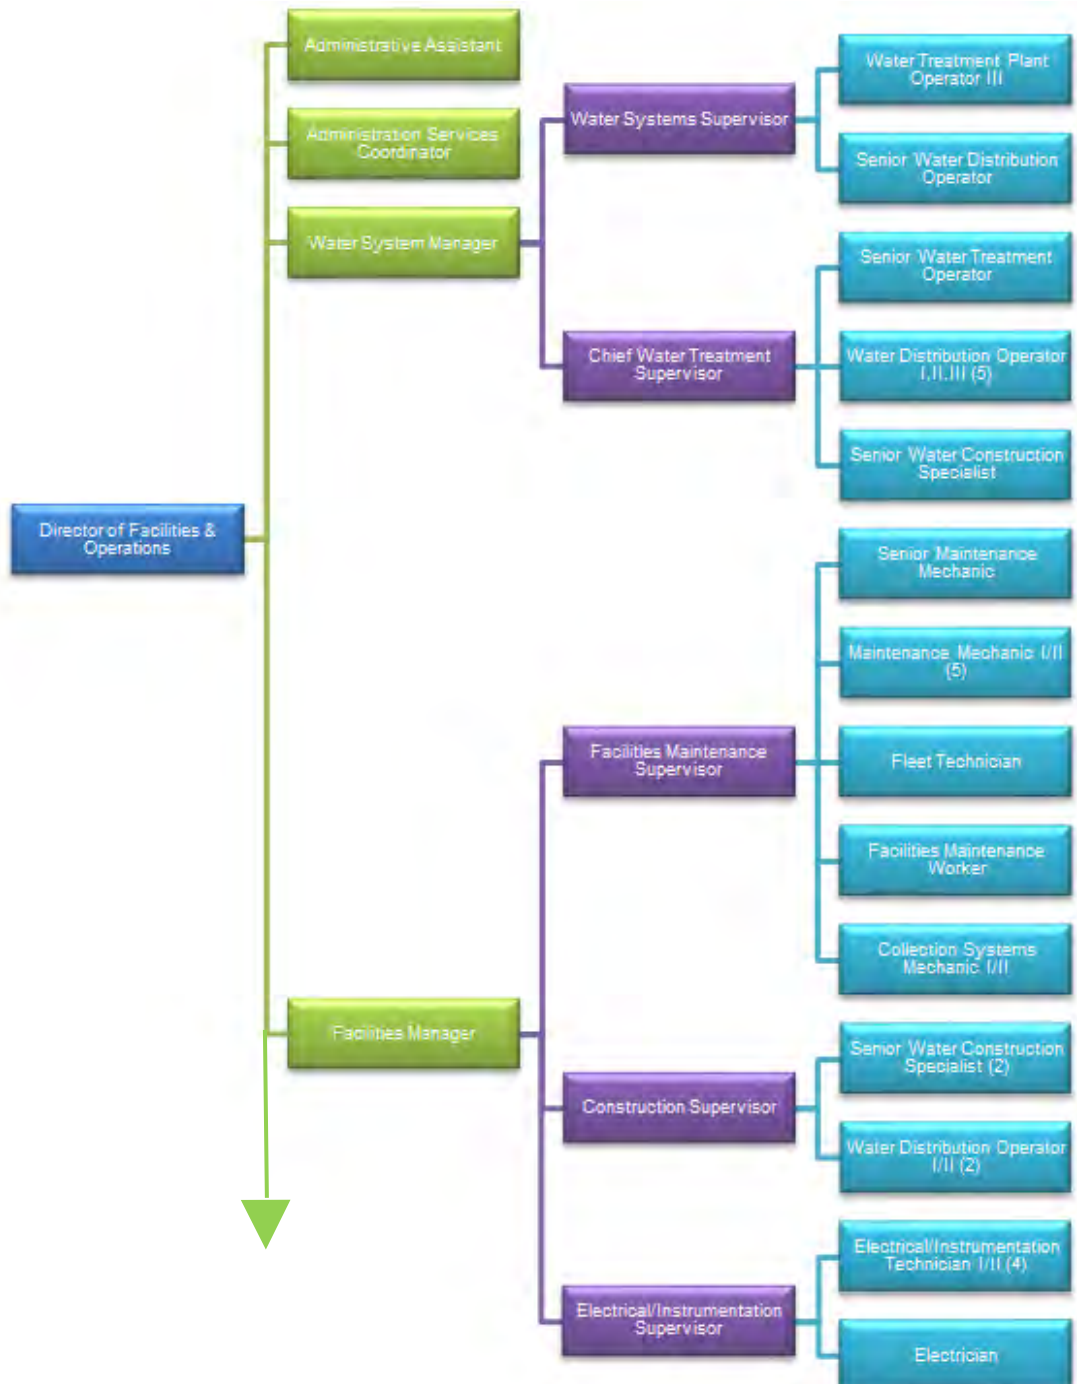 Administrative Assistant
Administration Services
Coordinator
Water System Manager
Water Systems Supervisor
Water Treatment Plant
Operator III
Senior Water Distribution
Operator
Chief Water Treatment
Supervisor
Senior Water Treatment
Operator
Water Distribution Operator
I,II,III (5)
Senior Water Construction
Specialist
Director of Facilities &
Operations
Facilities Manager
Facilities Maintenance
Supervisor
Senior Maintenance
Mechanic
Maintenance Mechanic I/II
(5)
Fleet Technician
Facilities Maintenance
Worker
Collection Systems
Mechanic I/II
Construction Supervisor
Senior Water Construction
Specialist (2)
Water Distribution Operator
I/II (2)
Electrical/Instrumentation
Supervisor
Electrical/Instrumentation
Technician I/II (4)
Electrician